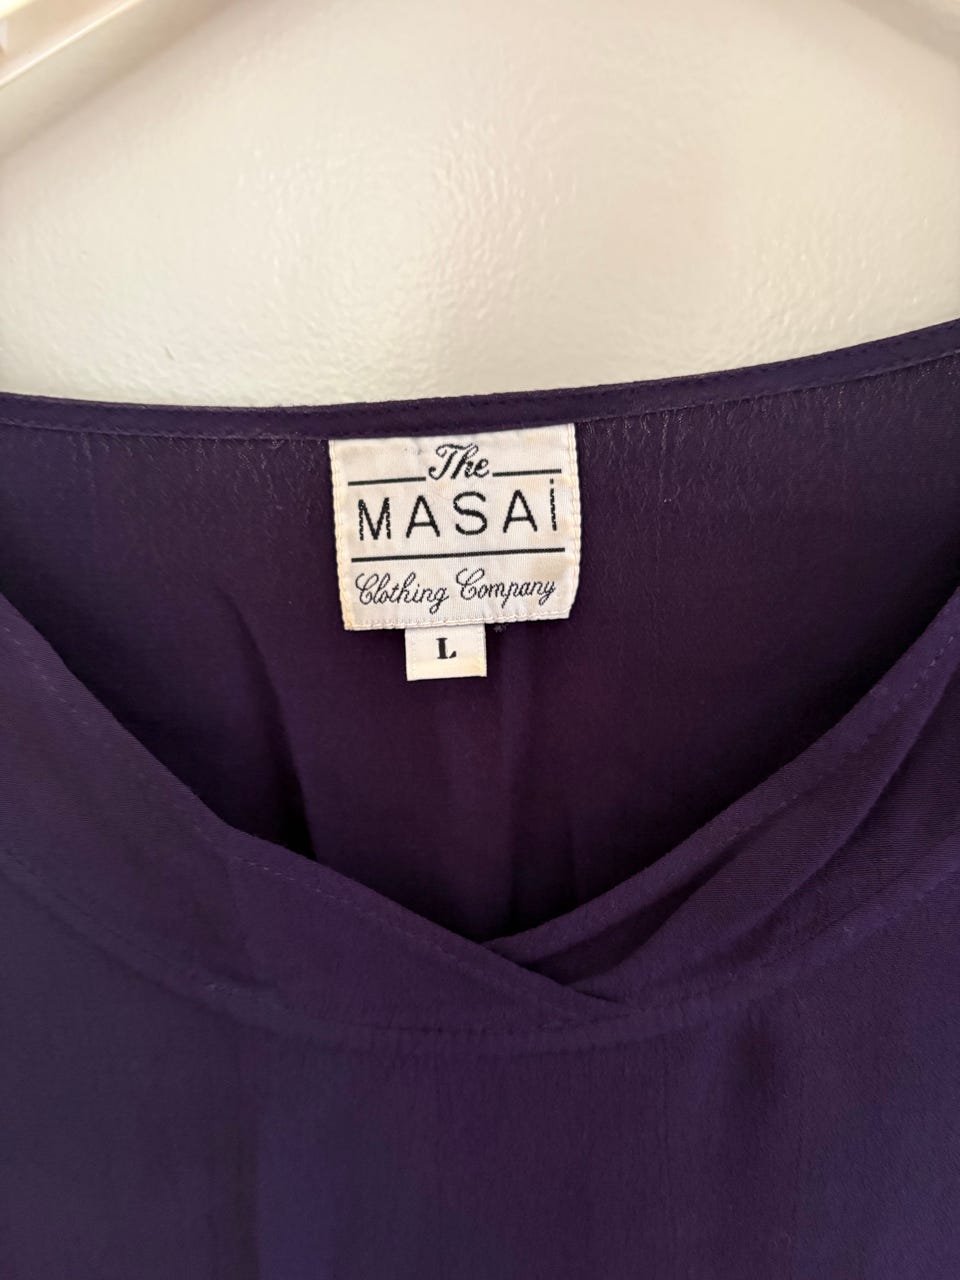 The
MASAi
Clothing Company
L